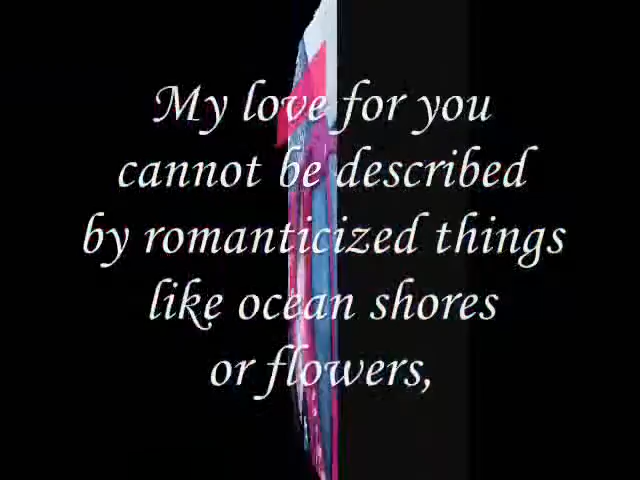 My love for you
cannot be described
by romanticized things
like ocean shores
or flowers,